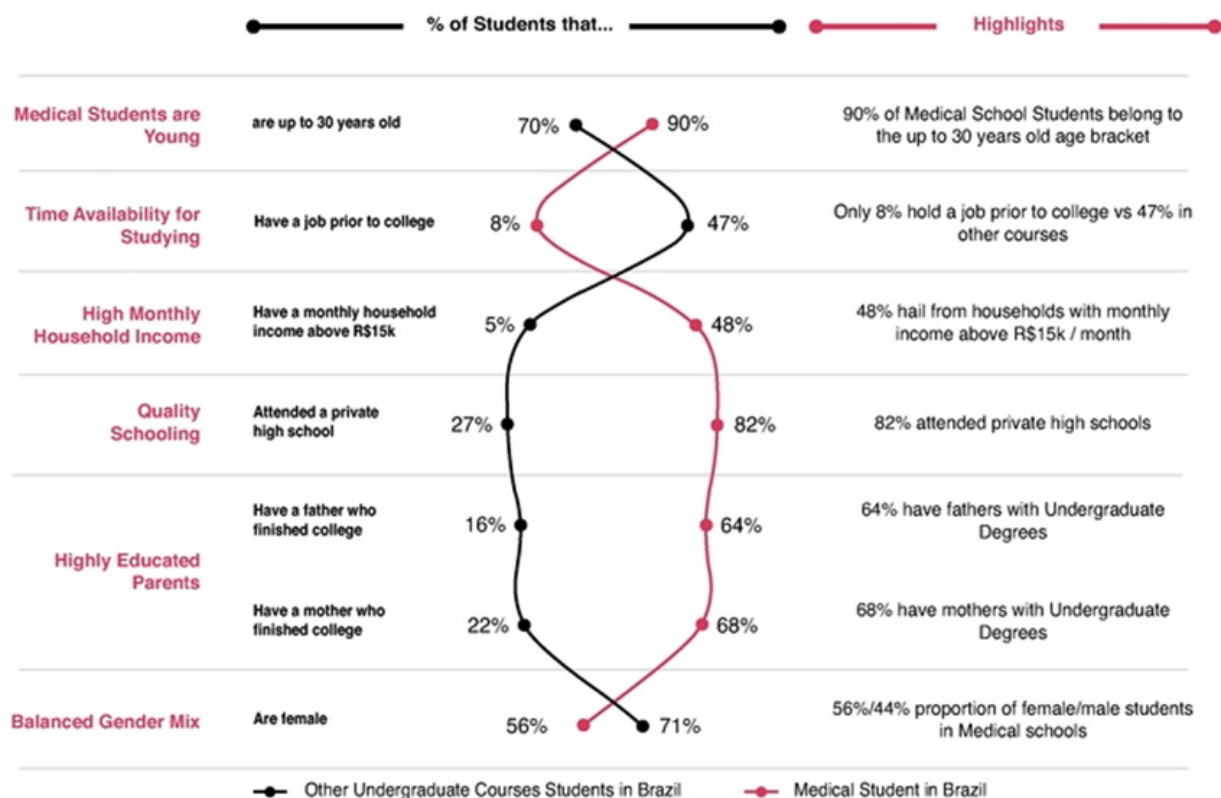 % of Students that...
Highlights
Medical Students are
Young
are up to 30 years old
70%
90%
90% of Medical School Students belong to
the up to 30 years old age bracket
Time Availability for
Studying
Have a job prior to college
8%
47%
Only 8% hold a job prior to college vs 47% in
other courses
High Monthly
Household Income
Have a monthly household
income above R$15k
5%
48%
48% hail from households with monthly
income above R$15k / month
Quality
Schooling
Attended a private
high school
27%
82%
82% attended private high schools
Highly Educated
Parents
Have a father who
finished college
16%
64%
64% have fathers with Undergraduate
Degrees
Have a mother who
finished college
22%
68%
68% have mothers with Undergraduate
Degrees
Balanced Gender Mix
Are female
56%
71%
56%/44% proportion of female/male students
in Medical schools
Other Undergraduate Courses Students in Brazil
Medical Student in Brazil